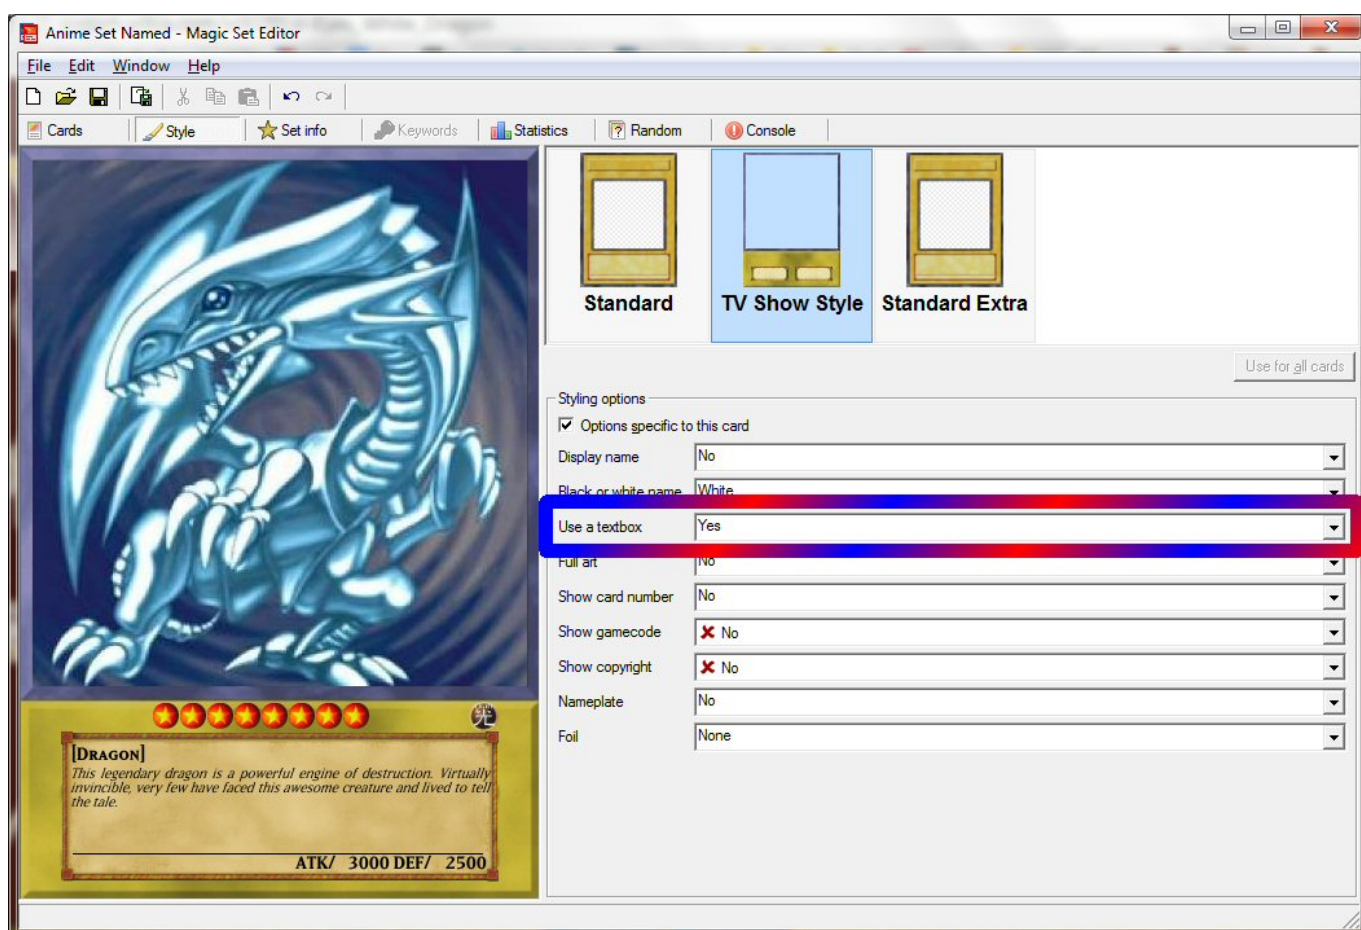 Anime Set Named - Magic Set Editor
File Edit Window Help
Cards Style Set info Keywords Statistics Random Console
Standard TV Show Style Standard Extra
Use for all cards
Styling options
Options specific to this card
Display name No
Black or white name White
Use a textbox Yes
Full art No
Show card number No
Show gamecode No
Show copyright No
Nameplate No
Foil None
光
[DRAGON]
This legendary dragon is a powerful engine of destruction. Virtually
invincible, very few have faced this awesome creature and lived to tell
the tale.
ATK/ 3000 DEF/ 2500